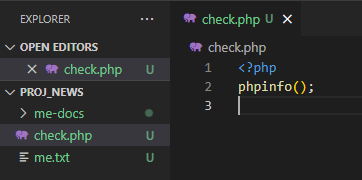 EXPLORER
OPEN EDITORS
check.php U
PROJ_NEWS
me-docs
check.php U
me.txt U
check.php U
check.php
1 <?php
2 phpinfo();
3